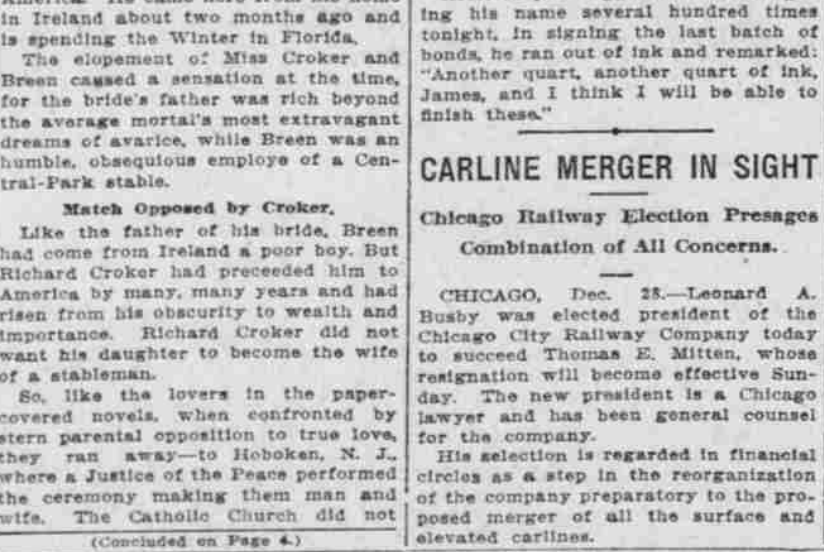 in Ireland about two months ago and
is spending the Winter in Florida.
The elopement of Miss Croker and
Breen caused a sensation at the time,
for the bride's father was rich beyond
the average mortal's most extravagant
dreams of avarice, while Breen was an
humble, obsequious employe of a Cen-
tral-Park stable.
Match Opposed by Croker.
Like the father of his bride, Breen
had come from Ireland a poor boy. But
Richard Croker had preceeded him to
America by many, many years and had
risen from his obscurity to wealth and
importance. Richard Croker did not
want his daughter to become the wife
of a stableman.
So, like the lovers in the paper-
covered novels, when confronted by
stern parental opposition to true love,
they ran away—to Hoboken, N. J.,
where a Justice of the Peace performed
the ceremony making them man and
wife. The Catholic Church did not
(Concluded on Page 4.)
ing his name several hundred times
tonight. In signing the last batch of
bonds, he ran out of ink and remarked:
"Another quart, another quart of ink,
James, and I think I will be able to
finish these."
CARLINE MERGER IN SIGHT
Chicago Railway Election Presages
Combination of All Concerns.
CHICAGO, Dec. 28.—Leonard A.
Busby was elected president of the
Chicago City Railway Company today
to succeed Thomas E. Mitten, whose
resignation will become effective Sun-
day. The new president is a Chicago
lawyer and has been general counsel
for the company.
His selection is regarded in financial
circles as a step in the reorganization
of the company preparatory to the pro-
posed merger of all the surface and
elevated carlines.